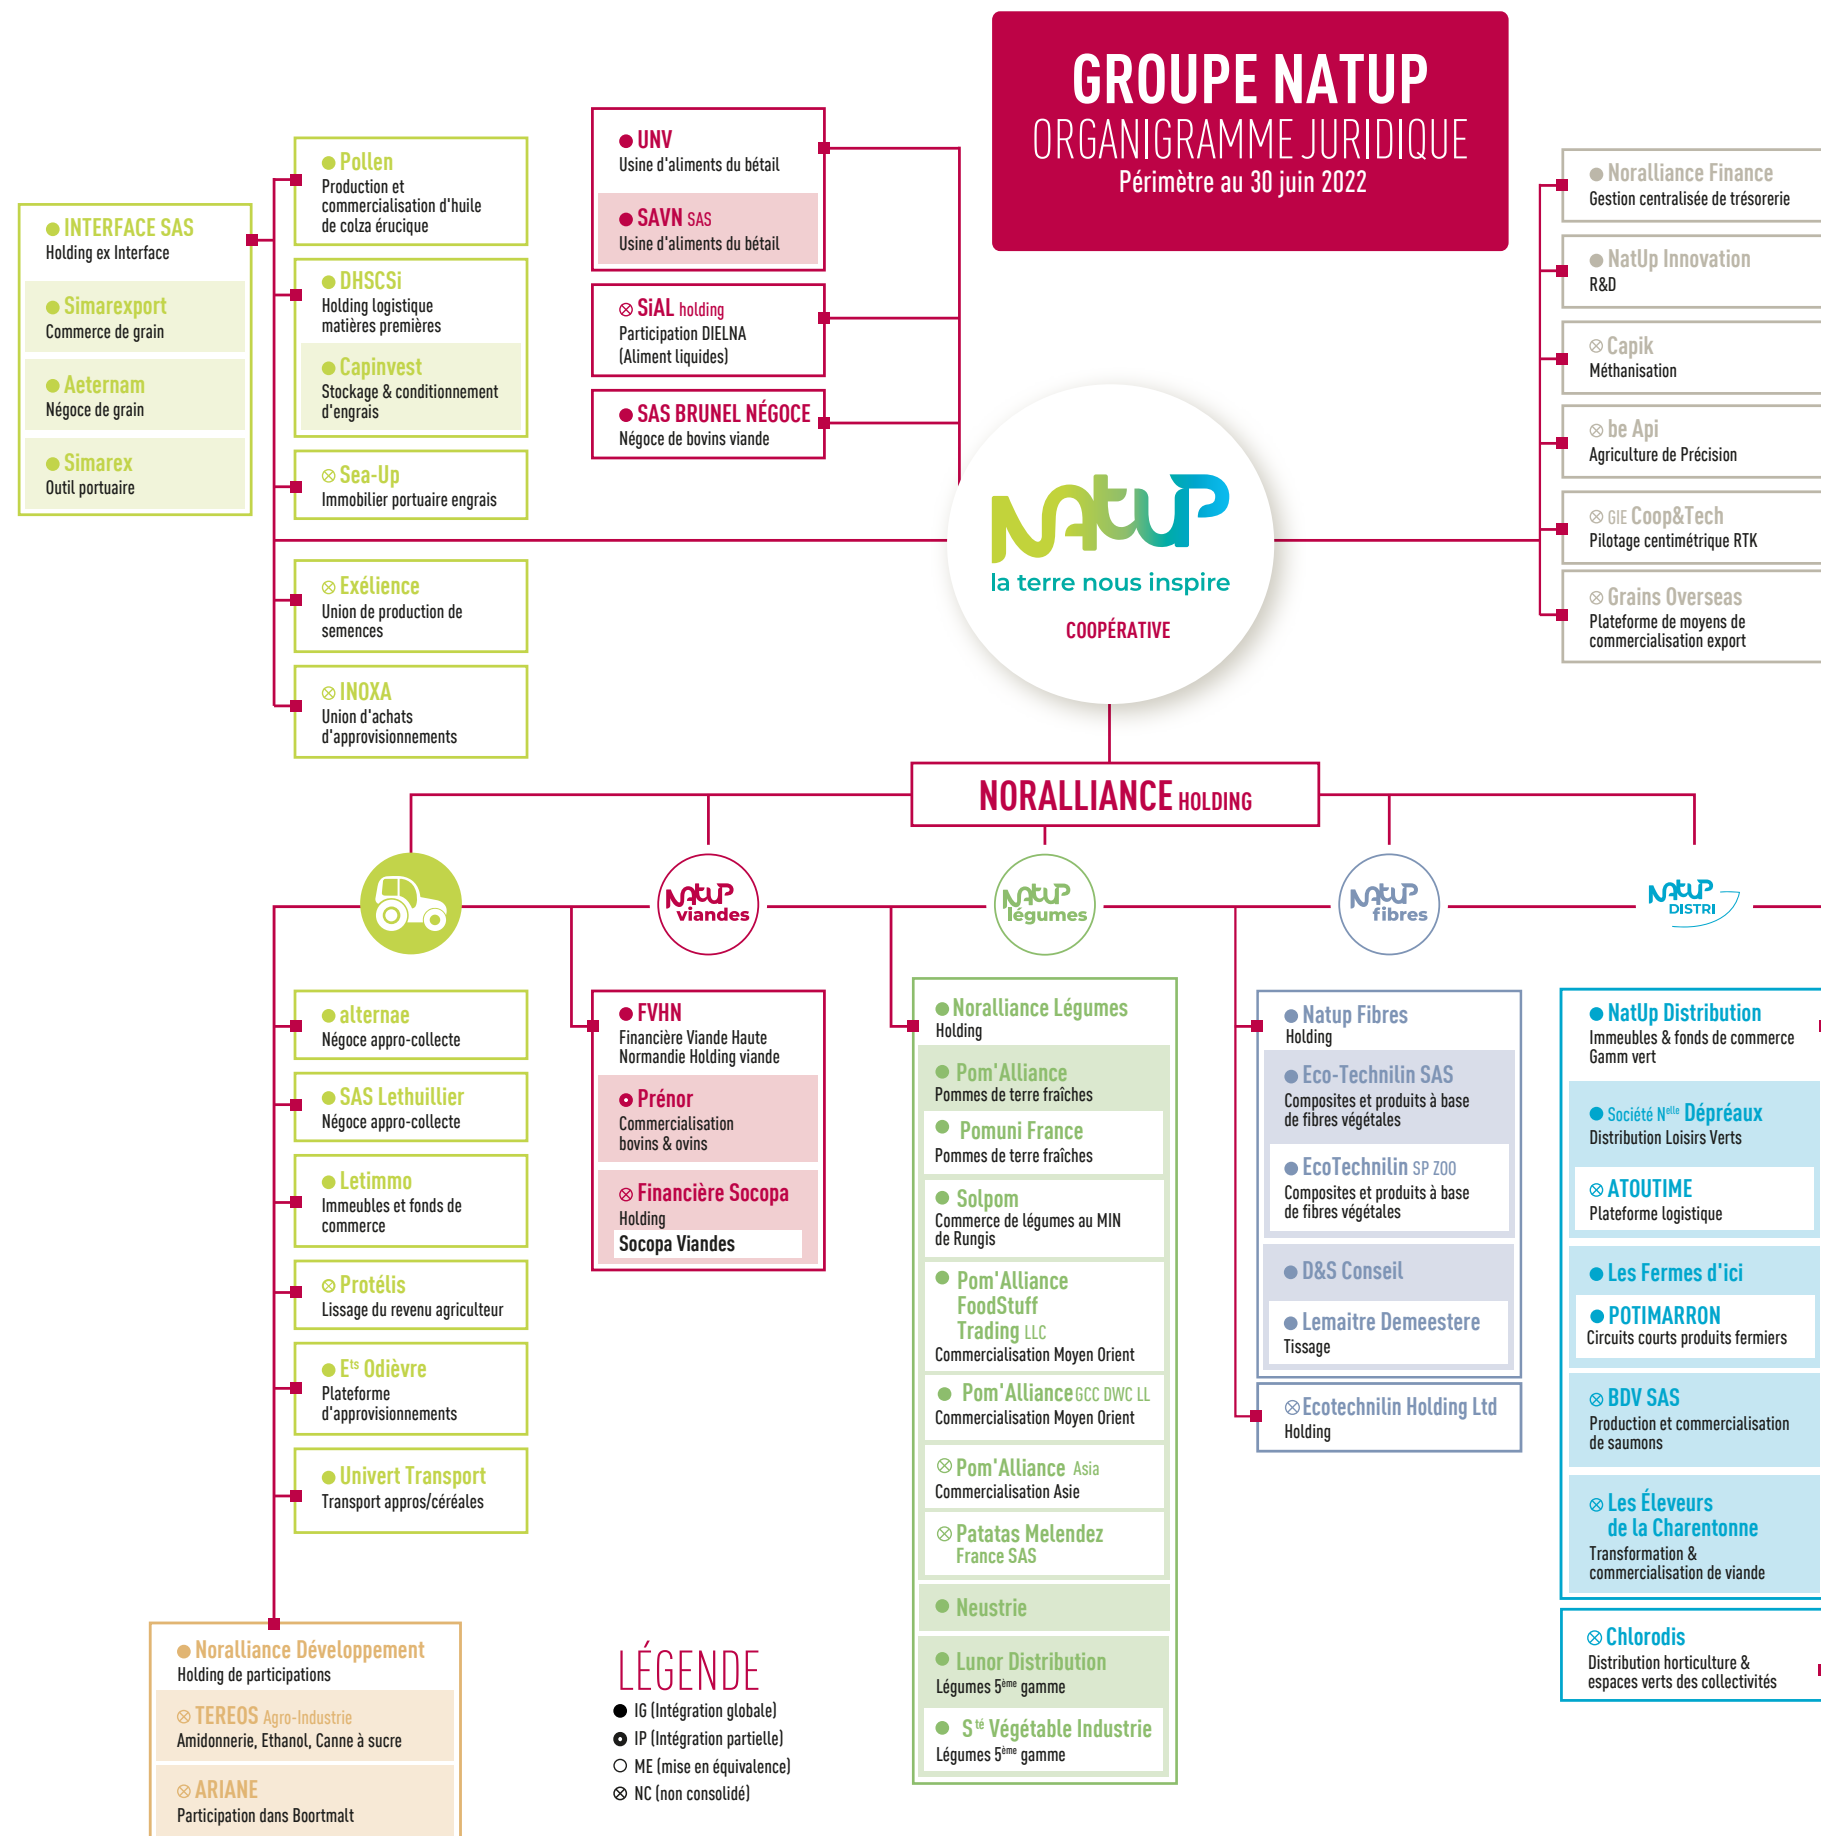 GROUPE NATUP
ORGANIGRAMME JURIDIQUE
Périmètre au 30 juin 2022
INTERFACE SAS
Holding ex Interface
Simarexport
Commerce de grain
Aeternam
Négoce de grain
Simarex
Outil portuaire
Pollen
Production et
commercialisation d'huile
de colza érucique
DHSCSi
Holding logistique
matières premières
Capinvest
Stockage & conditionnement
d'engrais
Sea-Up
Immobilier portuaire engrais
Exélience
Union de production de
semences
INOXA
Union d'achats
d'approvisionnements
UNV
Usine d'aliments du bétail
SAVN SAS
Usine d'aliments du bétail
SiAL holding
Participation DIELNA
(Aliment liquides)
SAS BRUNEL NÉGOCE
Négoce de bovins viande
Natup
la terre nous inspire
COOPÉRATIVE
Noralliance Finance
Gestion centralisée de trésorerie
NatUp Innovation
R&D
Capik
Méthanisation
be Api
Agriculture de Précision
GIE Coop&Tech
Pilotage centimétrique RTK
Grains Overseas
Plateforme de moyens de
commercialisation export
NORALLIANCE HOLDING
Natup
viandes
Natup
légumes
Natup
fibres
Natup
DISTRI
alternae
Négoce appro-collecte
SAS Lethuillier
Négoce appro-collecte
Letimmo
Immeubles et fonds de
commerce
Protélis
Lissage du revenu agriculteur
Ets Odièvre
Plateforme
d'approvisionnements
Univert Transport
Transport appros/céréales
Noralliance Développement
Holding de participations
TEREOS Agro-Industrie
Amidonnerie, Ethanol, Canne à sucre
ARIANE
Participation dans Boortmalt
FVHN
Financière Viande Haute
Normandie Holding viande
Prénor
Commercialisation
bovins & ovins
Financière Socopa
Holding
Socopa Viandes
LÉGENDE
IG (Intégration globale)
IP (Intégration partielle)
ME (mise en équivalence)
NC (non consolidé)
Noralliance Légumes
Holding
Pom'Alliance
Pommes de terre fraîches
Pomuni France
Pommes de terre fraîches
Solpom
Commerce de légumes au MIN
de Rungis
Pom'Alliance
FoodStuff
Trading LLC
Commercialisation Moyen Orient
Pom'Alliance GCC DWC LL
Commercialisation Moyen Orient
Pom'Alliance Asia
Commercialisation Asie
Patatas Melendez
France SAS
Neustrie
Lunor Distribution
Légumes 5ème gamme
Sté Végétable Industrie
Légumes 5ème gamme
Natup Fibres
Holding
Eco-Technilin SAS
Composites et produits à base
de fibres végétales
EcoTechnilin SP ZOO
Composites et produits à base
de fibres végétales
D&S Conseil
Lemaitre Demeestere
Tissage
Ecotechnilin Holding Ltd
Holding
NatUp Distribution
Immeubles & fonds de commerce
Gamm vert
Société Nelle Dépréaux
Distribution Loisirs Verts
ATOUTIME
Plateforme logistique
Les Fermes d'ici
POTIMARRON
Circuits courts produits fermiers
BDV SAS
Production et commercialisation
de saumons
Les Éleveurs
de la Charentonne
Transformation &
commercialisation de viande
Chlorodis
Distribution horticulture &
espaces verts des collectivités